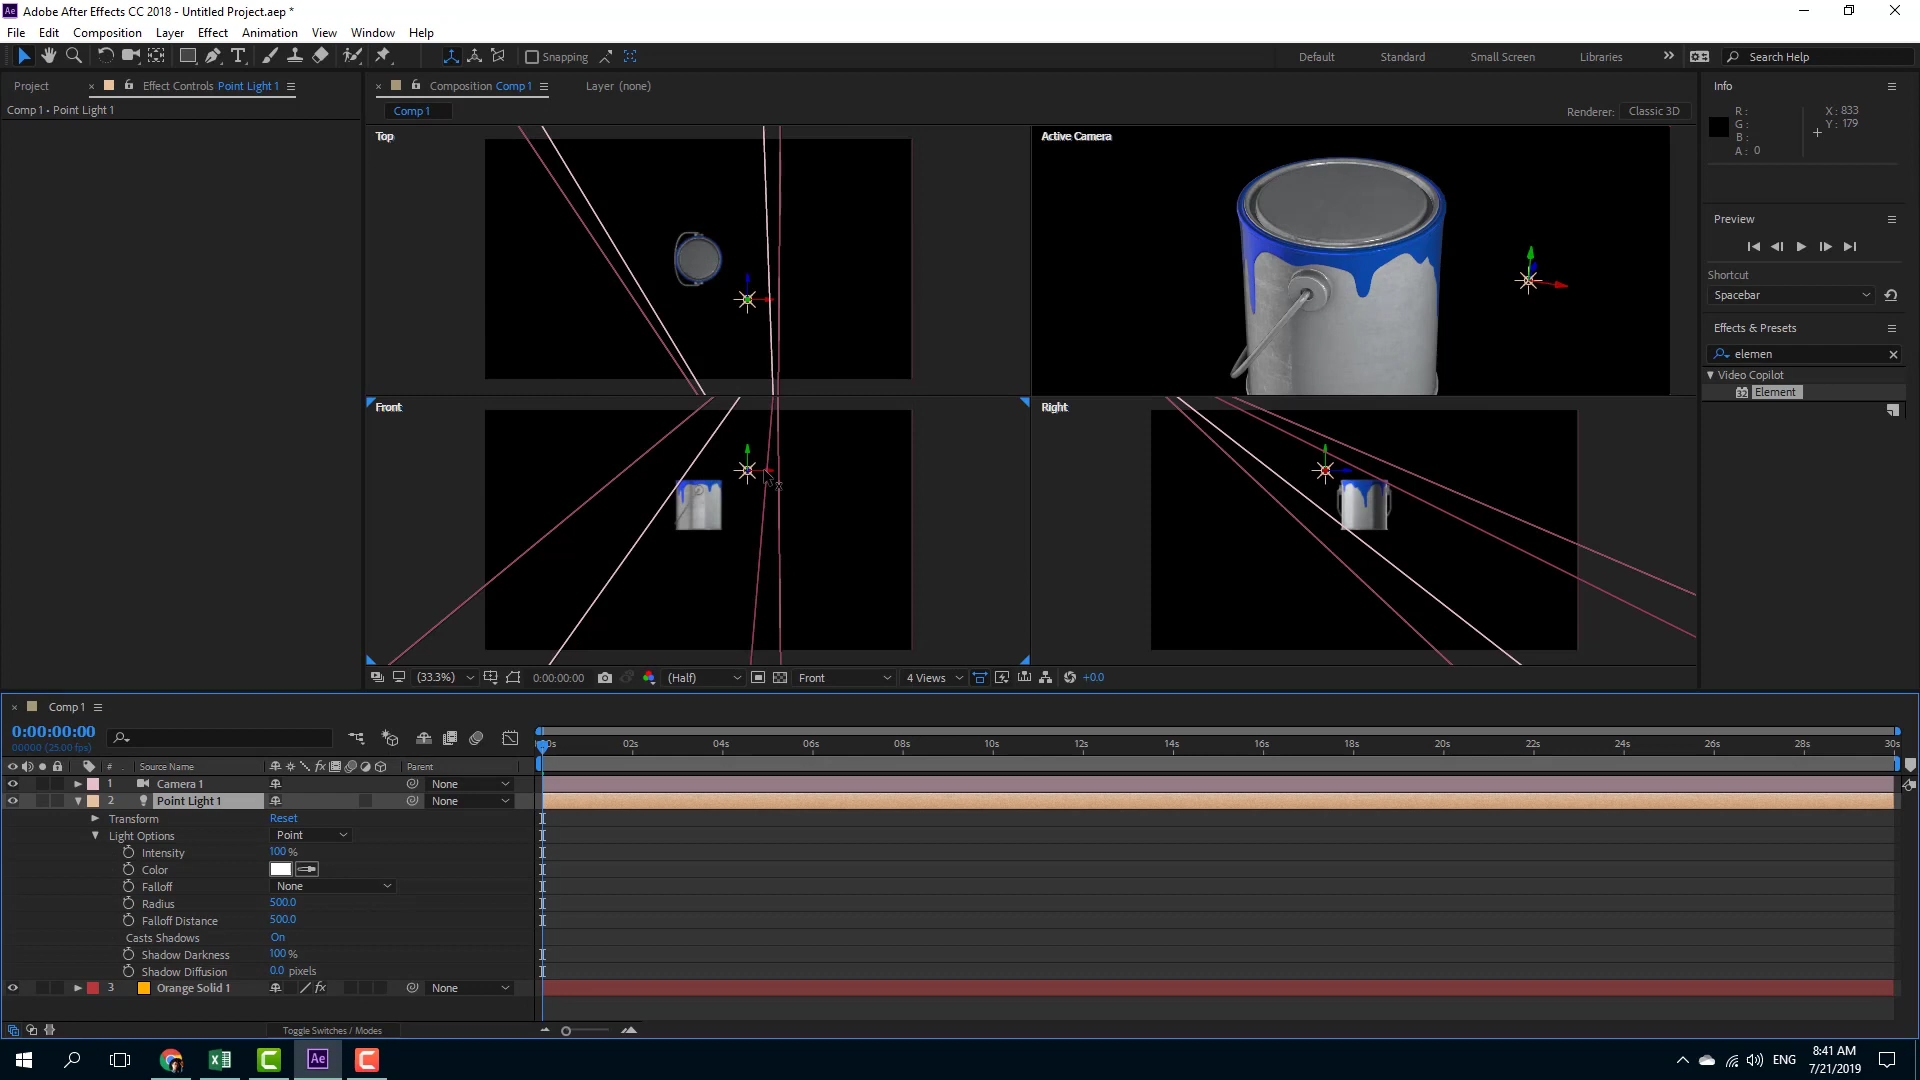 Adobe After Effects CC 2018 - Untitled Project.aep *
File Edit Composition Layer Effect Animation View Window Help
Snapping
Default Standard Small Screen Libraries Search Help
Project Effect Controls Point Light 1
Comp 1 • Point Light 1
Composition Comp 1
Layer (none)
Comp 1
Renderer: Classic 3D
Top
Active Camera
Front
Right
(33.3%) 0:00:00:00 (Half) Front 4 Views +0.0
Info
R :
G :
B :
A : 0
X : 833
Y : 179
Preview
Shortcut
Spacebar
Effects & Presets
elemen
Video Copilot
32 Element
Comp 1
0:00:00:00
00000 (25.00 fps)
02s 04s 06s 08s 10s 12s 14s 16s 18s 20s 22s 24s 26s 28s 30s
# Source Name fx Parent
1 Camera 1 None
2 Point Light 1 None
Transform Reset
Light Options Point
Intensity 100 %
Color
Falloff None
Radius 500.0
Falloff Distance 500.0
Casts Shadows On
Shadow Darkness 100 %
Shadow Diffusion 0.0 pixels
3 Orange Solid 1 fx None
Toggle Switches / Modes
Ae
ENG
8:41 AM
7/21/2019